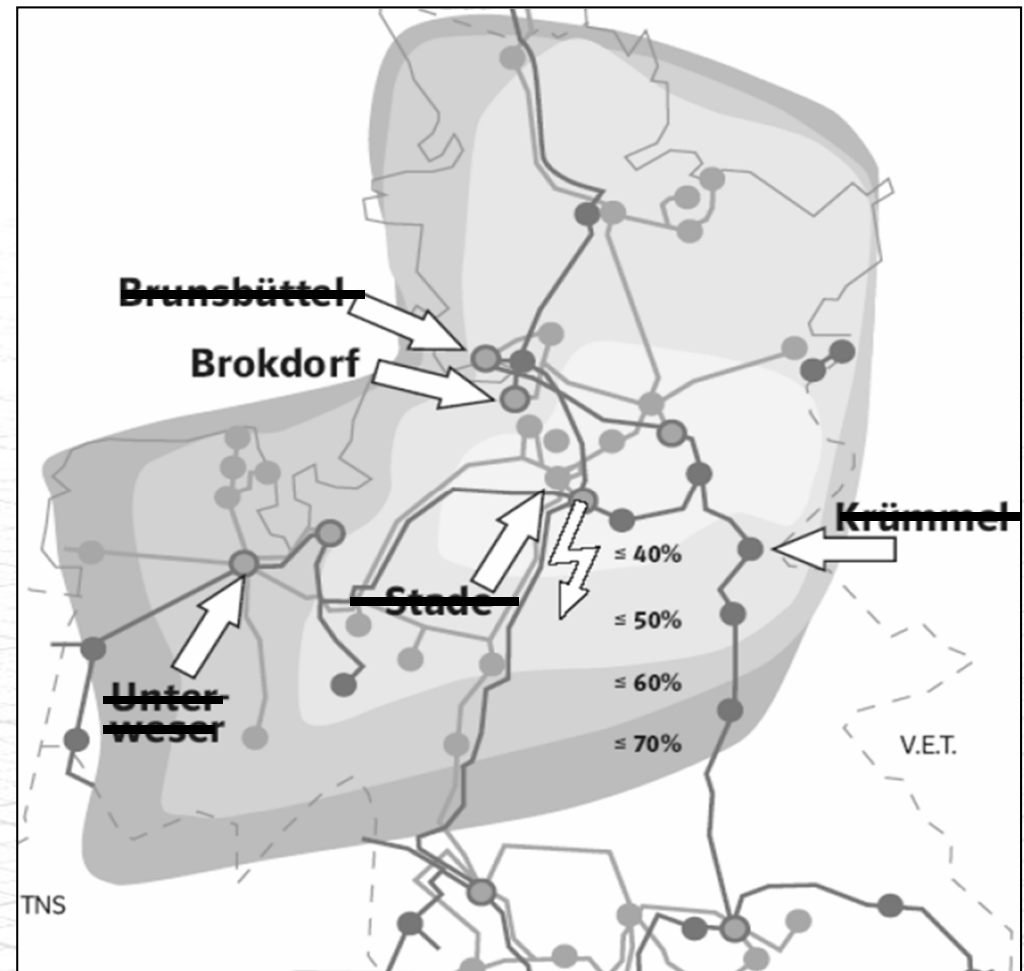 Brunsbüttel
Brokdorf
Krümmel
≤ 40%
Stade
≤ 50%
≤ 60%
Unter-
weser
≤ 70%
V.E.T.
TNS